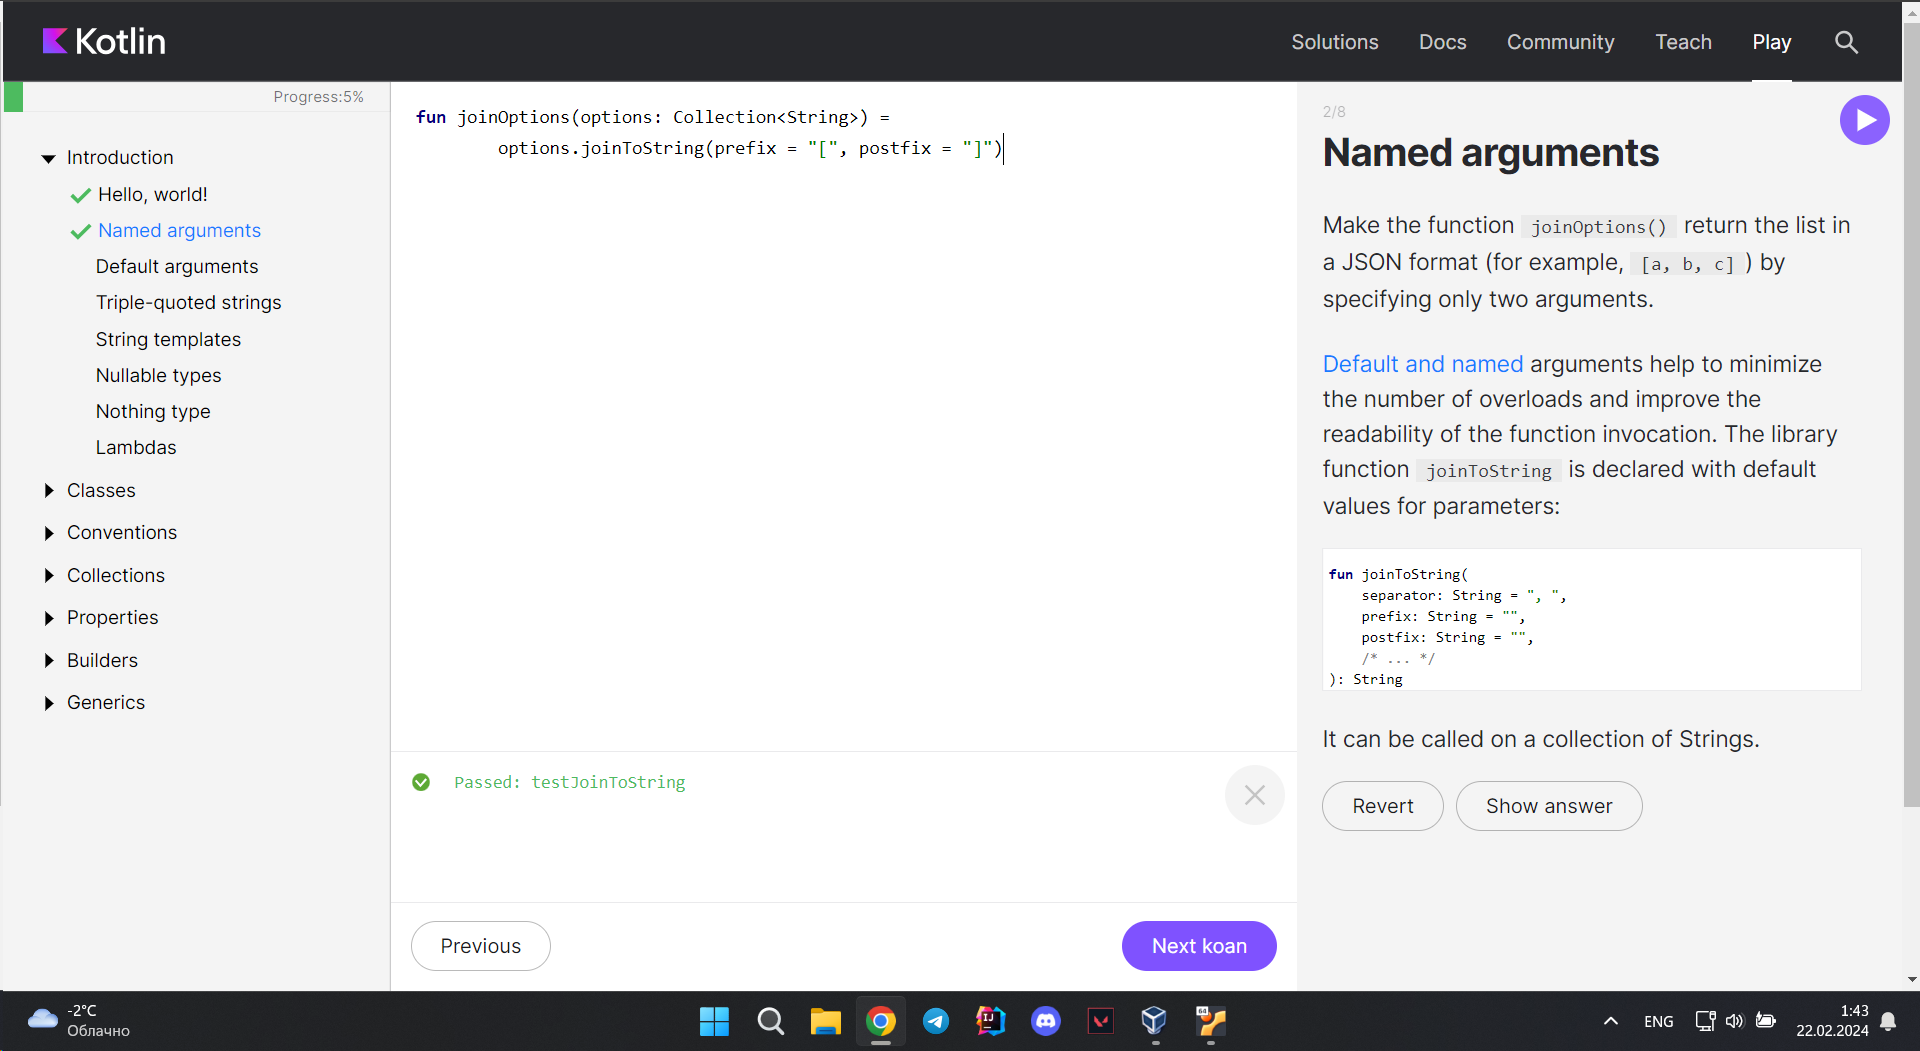 Kotlin
Solutions
Docs
Community
Teach
Play
Progress:5%
Introduction
Hello, world!
Named arguments
Default arguments
Triple-quoted strings
String templates
Nullable types
Nothing type
Lambdas
Classes
Conventions
Collections
Properties
Builders
Generics
fun joinOptions(options: Collection<String>) =
        options.joinToString(prefix = "[", postfix = "]")
Passed: testJoinToString
Previous
Next koan
2/8
Named arguments
Make the function joinOptions() return the list in
a JSON format (for example, [a, b, c] ) by
specifying only two arguments.
Default and named arguments help to minimize
the number of overloads and improve the
readability of the function invocation. The library
function joinToString is declared with default
values for parameters:
fun joinToString(
    separator: String = ", ",
    prefix: String = "",
    postfix: String = "",
    /* ... */
): String
It can be called on a collection of Strings.
Revert
Show answer
-2°C
Облачно
IJ
64
ENG
1:43
22.02.2024